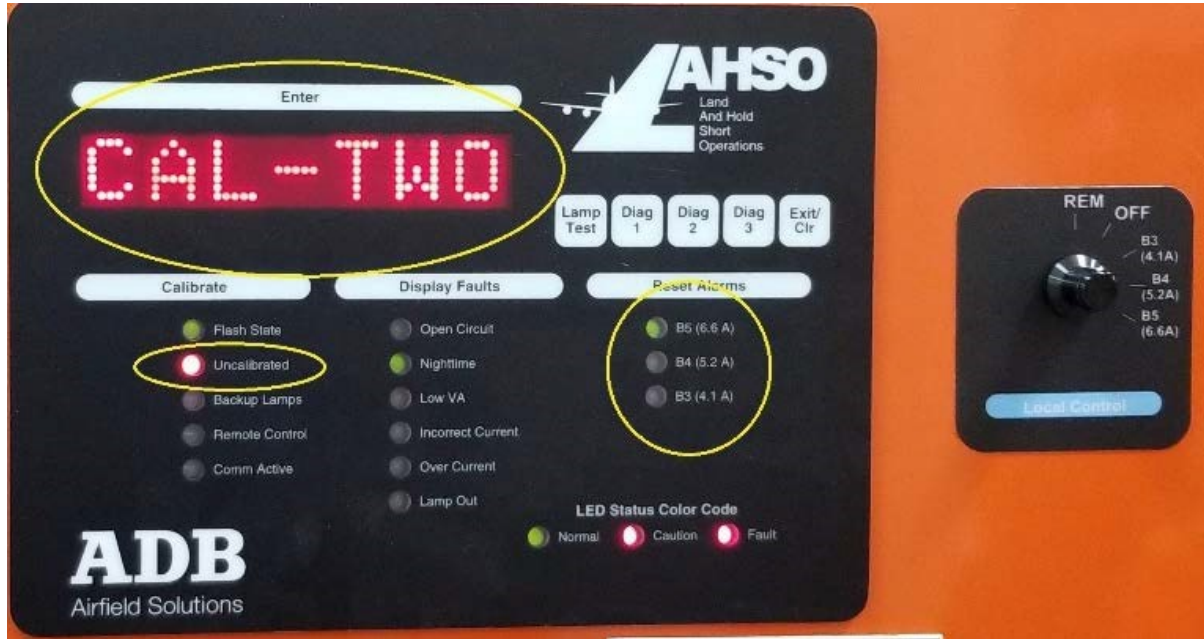 Enter
CAL-TWO
LAHSO
Land
And Hold
Short
Operations
Lamp
Test
Diag
1
Diag
2
Diag
3
Exit/
Clr
Calibrate
Flash State
Uncalibrated
Backup Lamps
Remote Control
Comm Active
Display Faults
Open Circuit
Nighttime
Low VA
Incorrect Current
Over Current
Lamp Out
Reset Alarms
B5 (6.6 A)
B4 (5.2 A)
B3 (4.1 A)
LED Status Color Code
Normal Caution Fault
ADB
Airfield Solutions
REM
OFF
B3
(4.1A)
B4
(5.2A)
B5
(6.6A)
Local Control